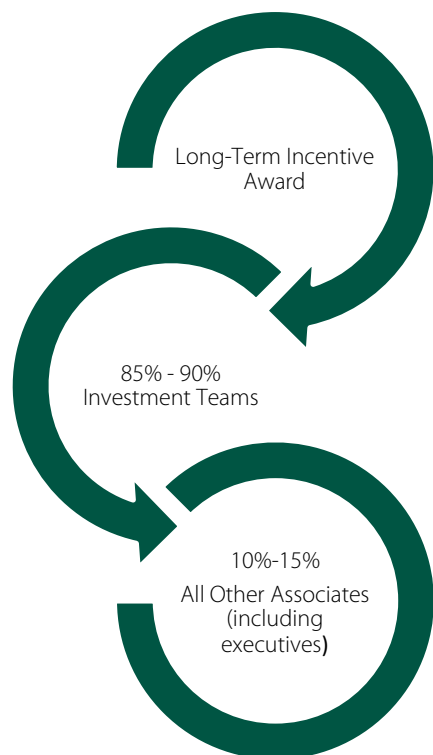 Long-Term Incentive
Award
85% - 90%
Investment Teams
10%-15%
All Other Associates
(including
executives)